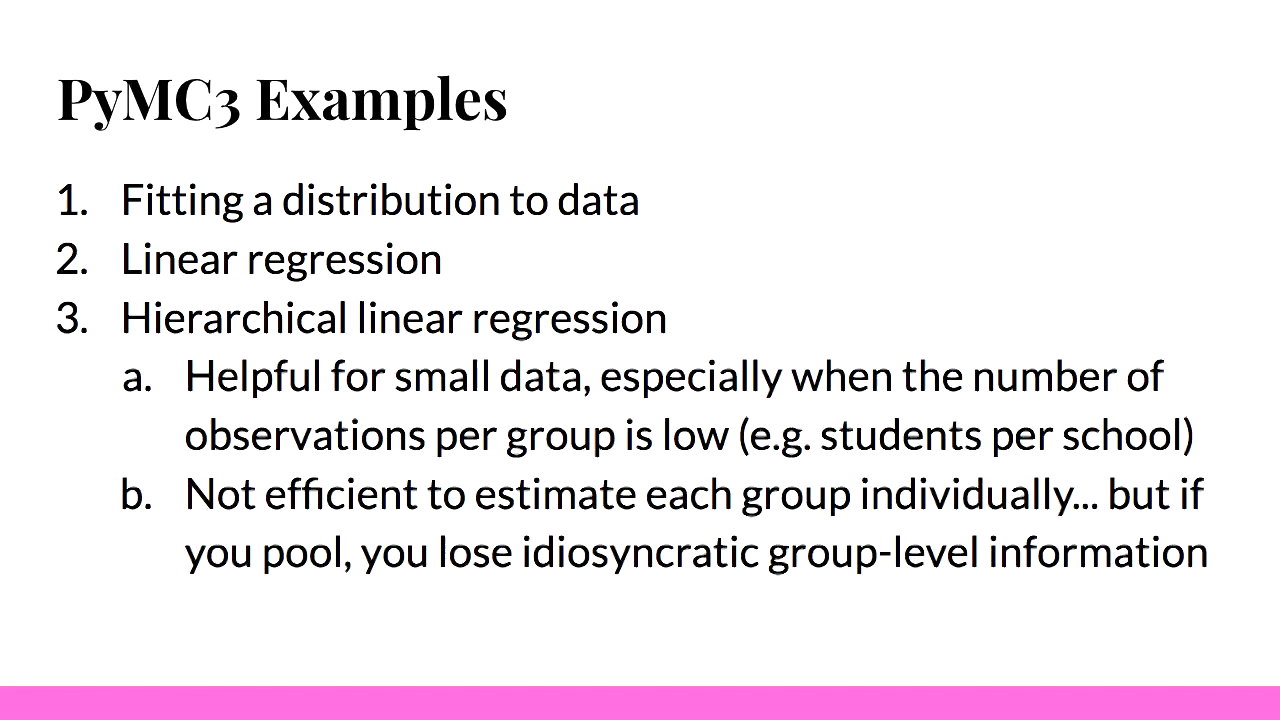 PyMC3 Examples
1. Fitting a distribution to data
2. Linear regression
3. Hierarchical linear regression
a. Helpful for small data, especially when the number of
observations per group is low (e.g. students per school)
b. Not efficient to estimate each group individually... but if
you pool, you lose idiosyncratic group-level information